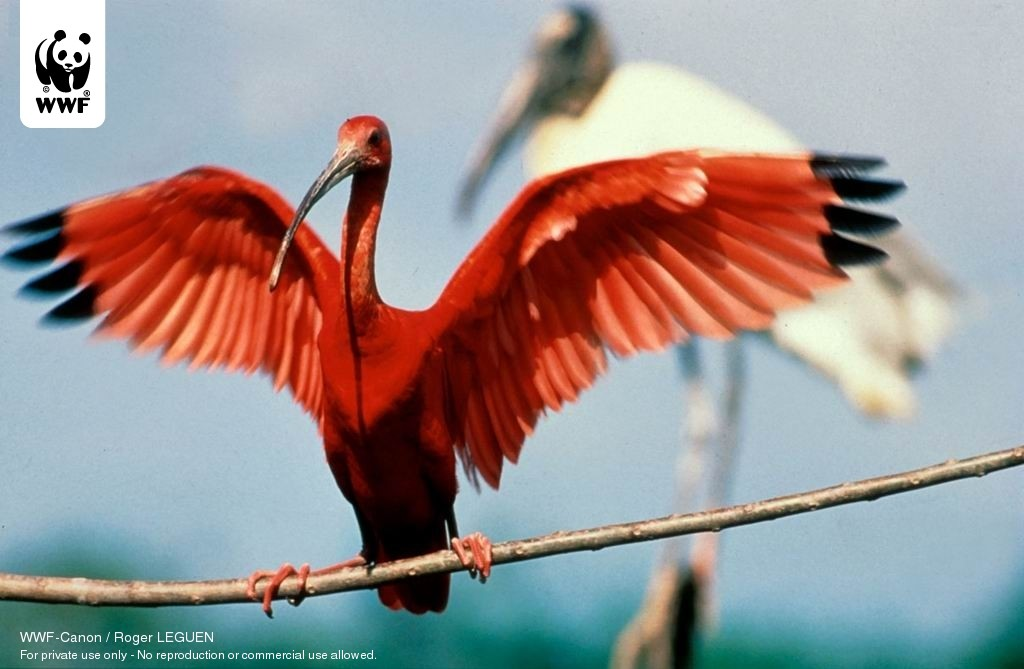 WWF
WWF-Canon / Roger LEGUEN
For private use only - No reproduction or commercial use allowed.